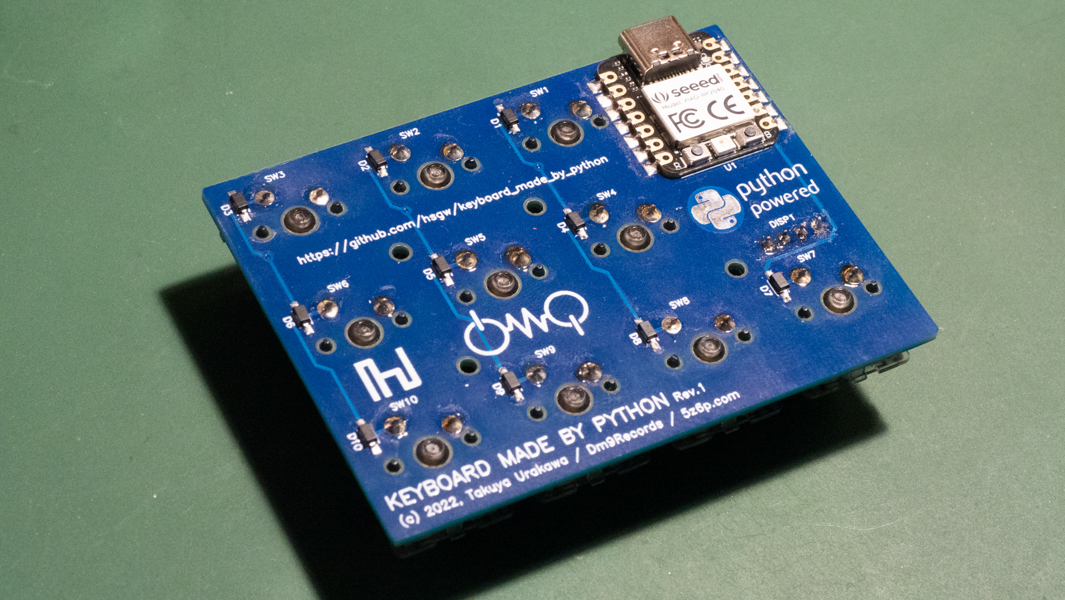 seeed
FC CE
R
B
U1
SW1
D1
SW2
D2
SW3
D3
https://github.com/hsgw/keyboard_made_by_python
python
powered
DISP1
SW4
D4
SW5
D5
SW6
D6
SW7
D7
SW8
D8
SW9
D9
SW10
D10
KEYBOARD MADE BY PYTHON Rev.1
(c) 2022, Takuya Urakawa / Dm9Records / 5z6p.com